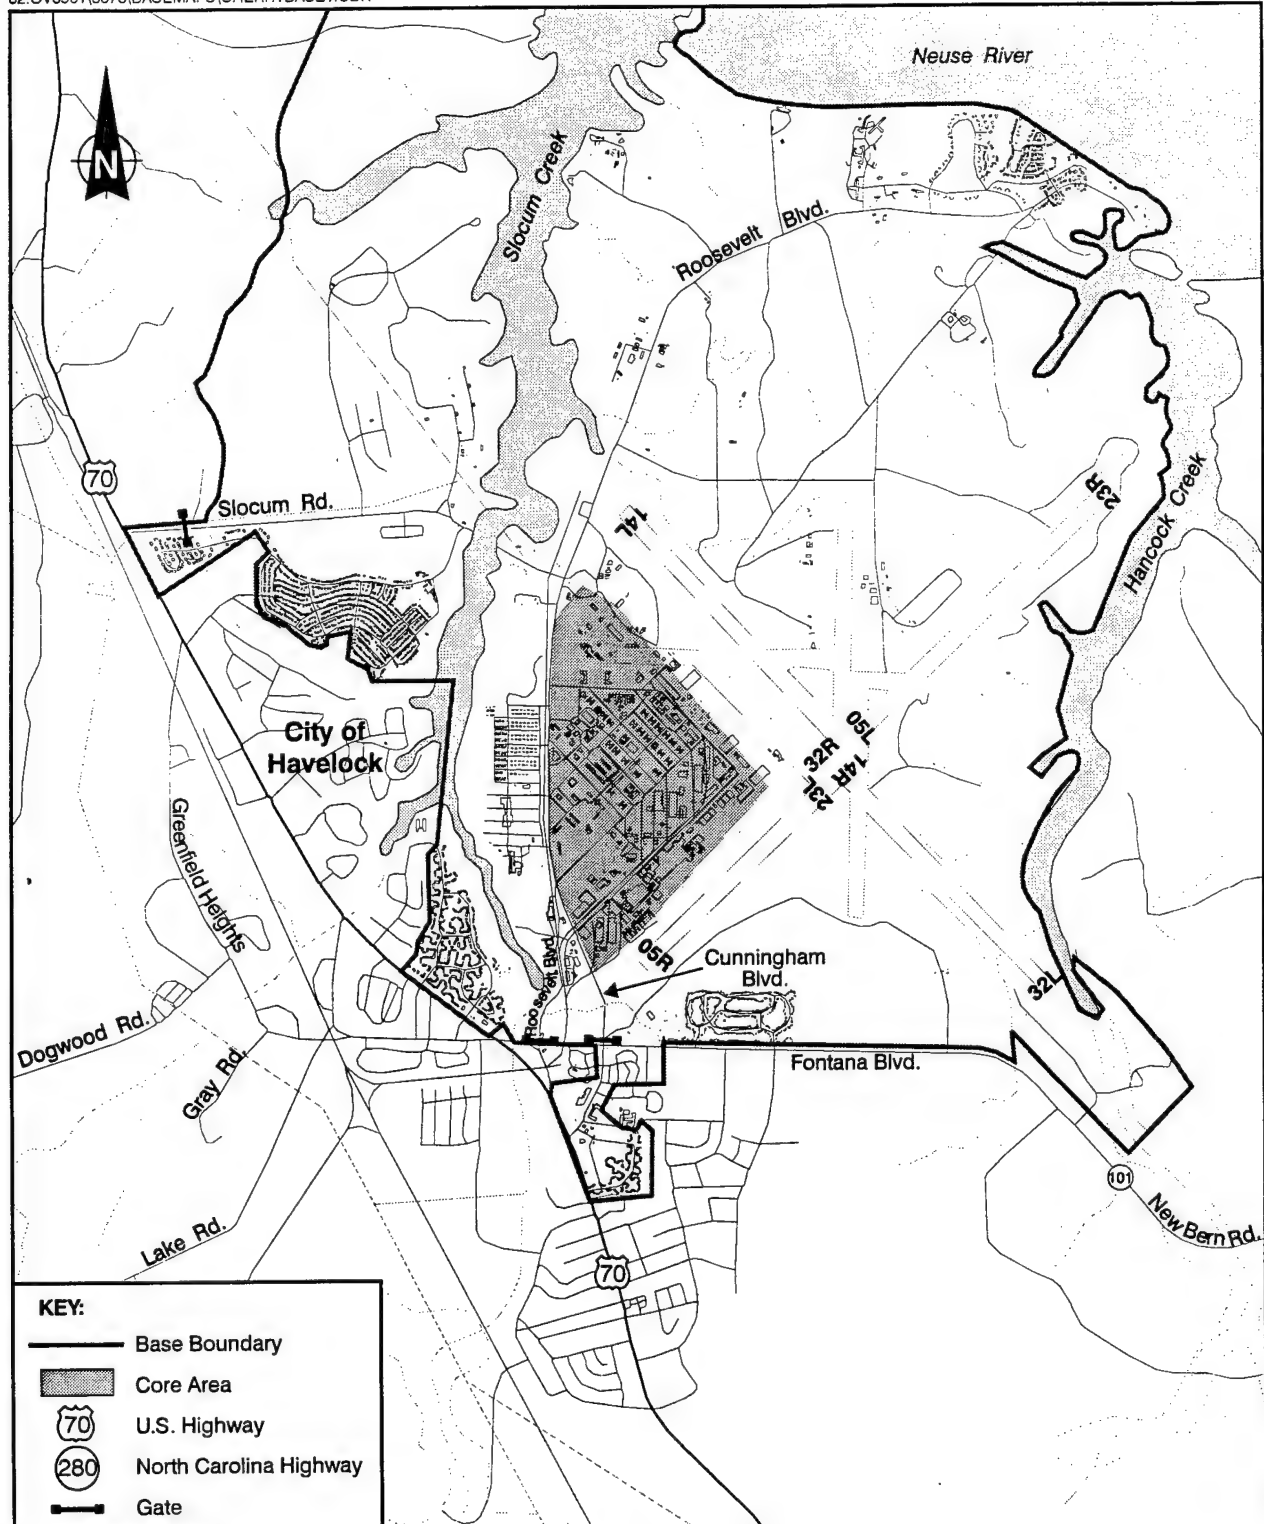 Neuse River
N
Slocum Creek
Roosevelt Blvd.
70
Slocum Rd.
14L
23R
Hancock Creek
City of
Havelock
05L
32R
14R
23L
Greenfield Heights
05R
Cunningham
Blvd.
Roosevelt Blvd.
32L
Dogwood Rd.
Gray Rd.
Fontana Blvd.
101
New Bern Rd.
Lake Rd.
70
KEY:
Base Boundary
Core Area
70 U.S. Highway
280 North Carolina Highway
Gate